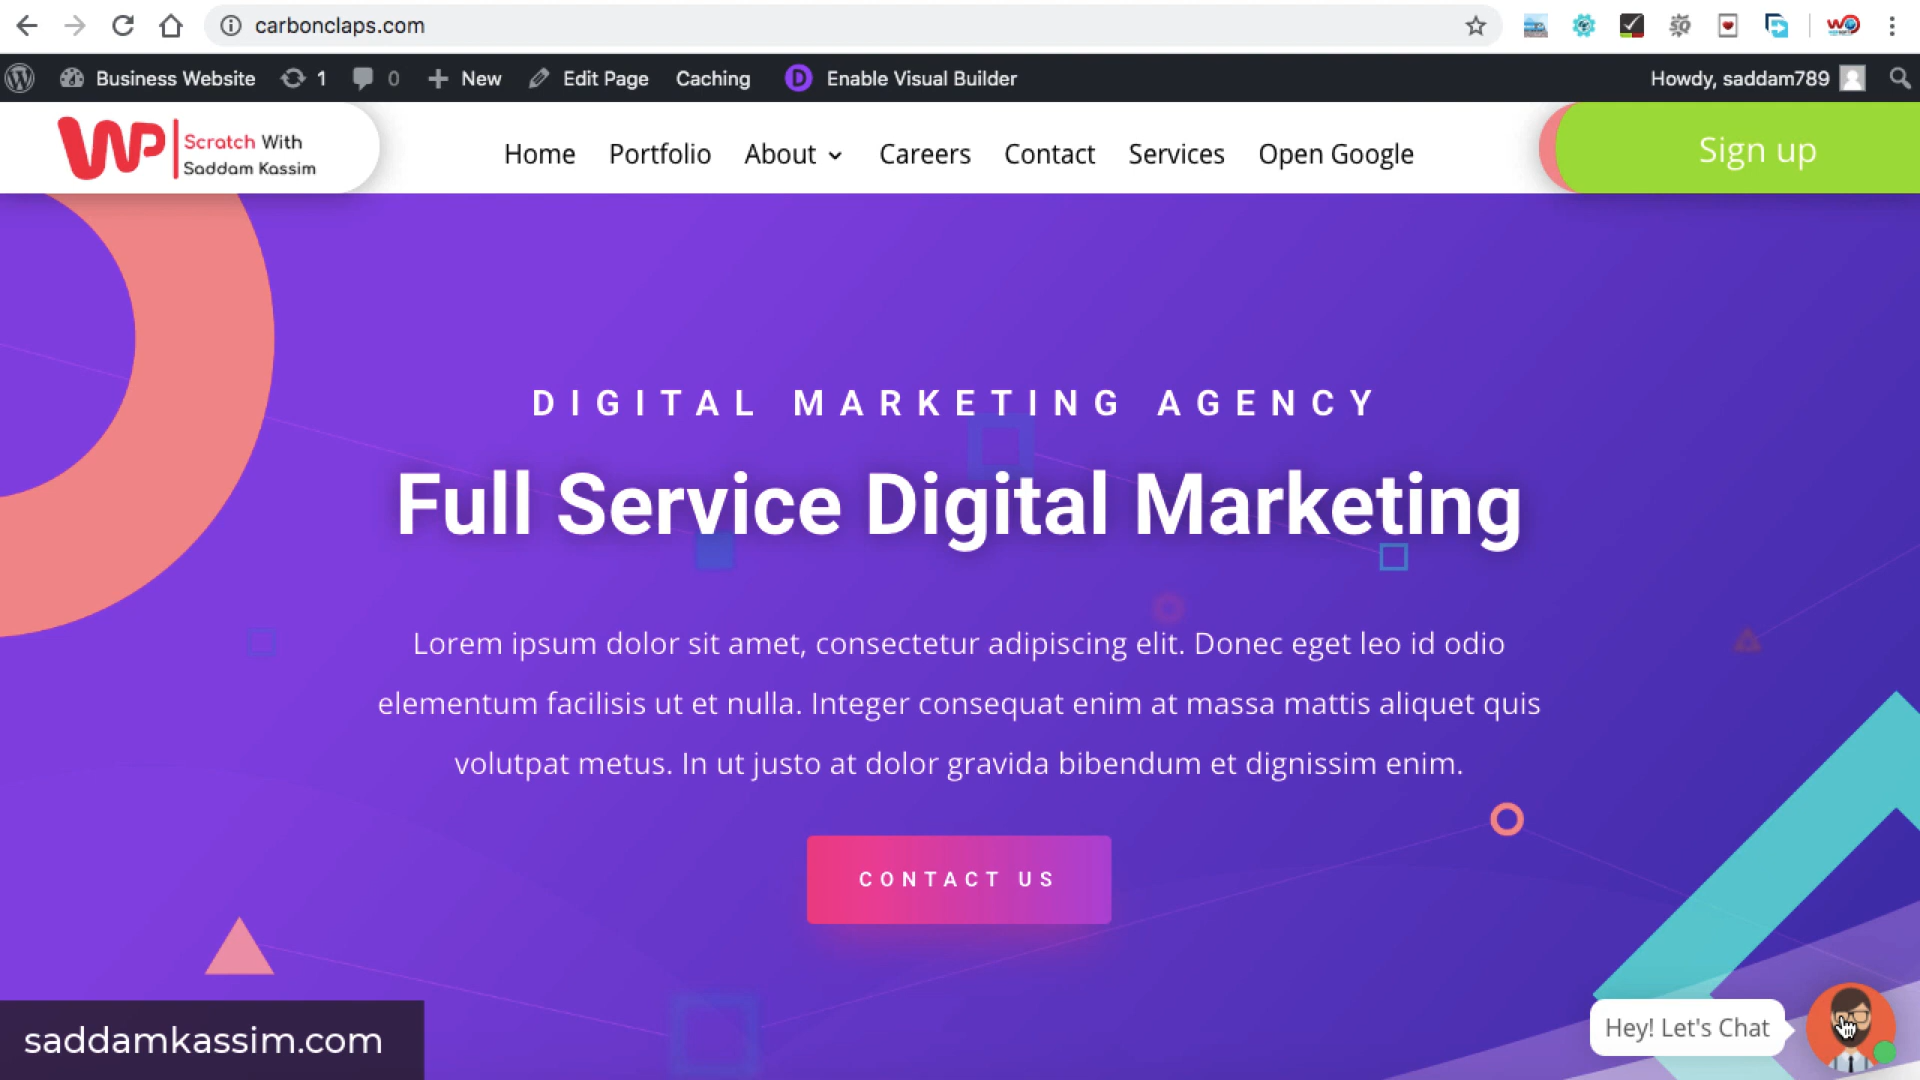 carbonclaps.com
Business Website 1 0 New Edit Page Caching Enable Visual Builder Howdy, saddam789
WP Scratch With
Saddam Kassim
Home Portfolio About Careers Contact Services Open Google
Sign up
DIGITAL MARKETING AGENCY
Full Service Digital Marketing
Lorem ipsum dolor sit amet, consectetur adipiscing elit. Donec eget leo id odio
elementum facilisis ut et nulla. Integer consequat enim at massa mattis aliquet quis
volutpat metus. In ut justo at dolor gravida bibendum et dignissim enim.
CONTACT US
saddamkassim.com
Hey! Let's Chat